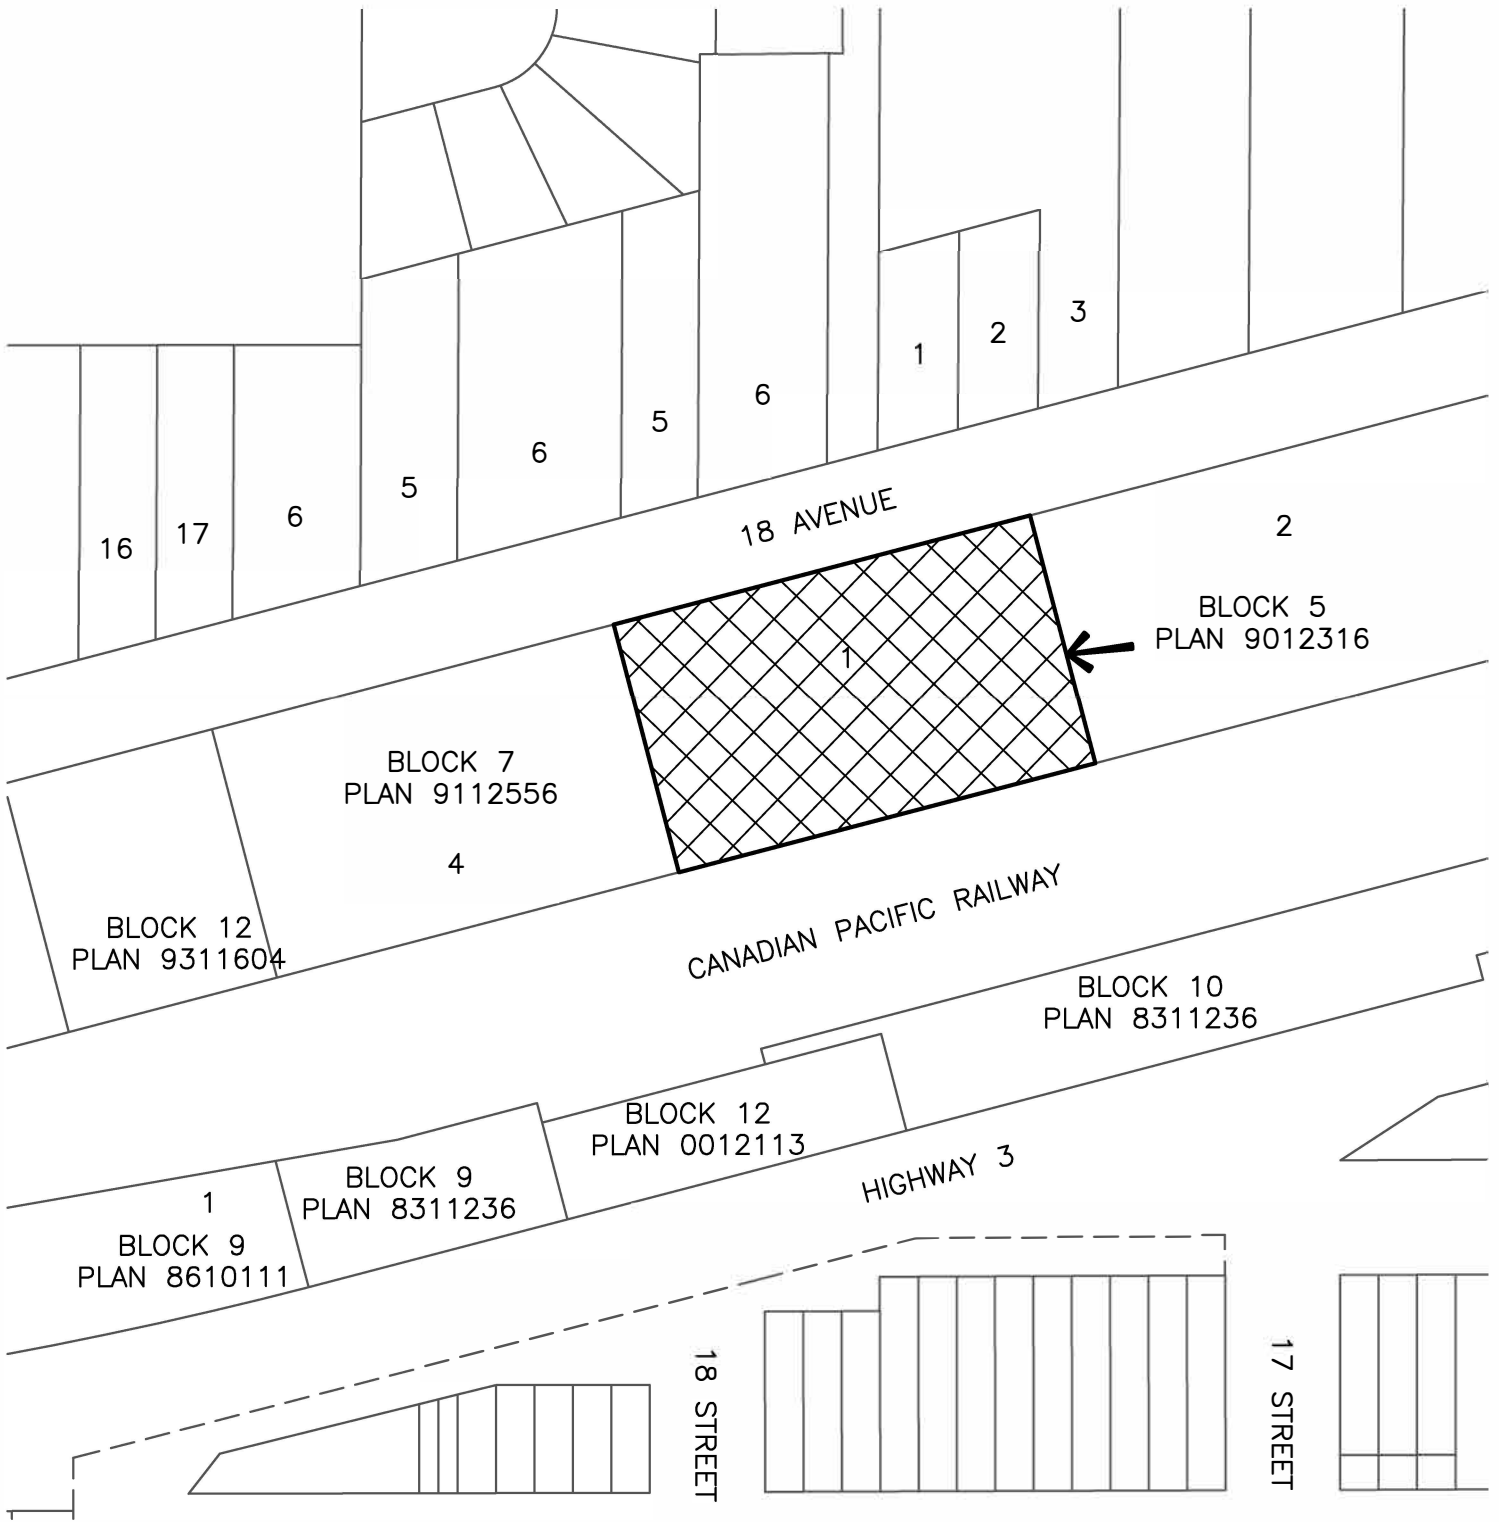 3
1
2
6
5
6
5
6
17
16
18 AVENUE
2
BLOCK 5
PLAN 9012316
1
BLOCK 7
PLAN 9112556
4
BLOCK 12
PLAN 9311604
CANADIAN PACIFIC RAILWAY
BLOCK 10
PLAN 8311236
BLOCK 12
PLAN 0012113
HIGHWAY 3
BLOCK 9
PLAN 8311236
1
BLOCK 9
PLAN 8610111
18 STREET
17 STREET